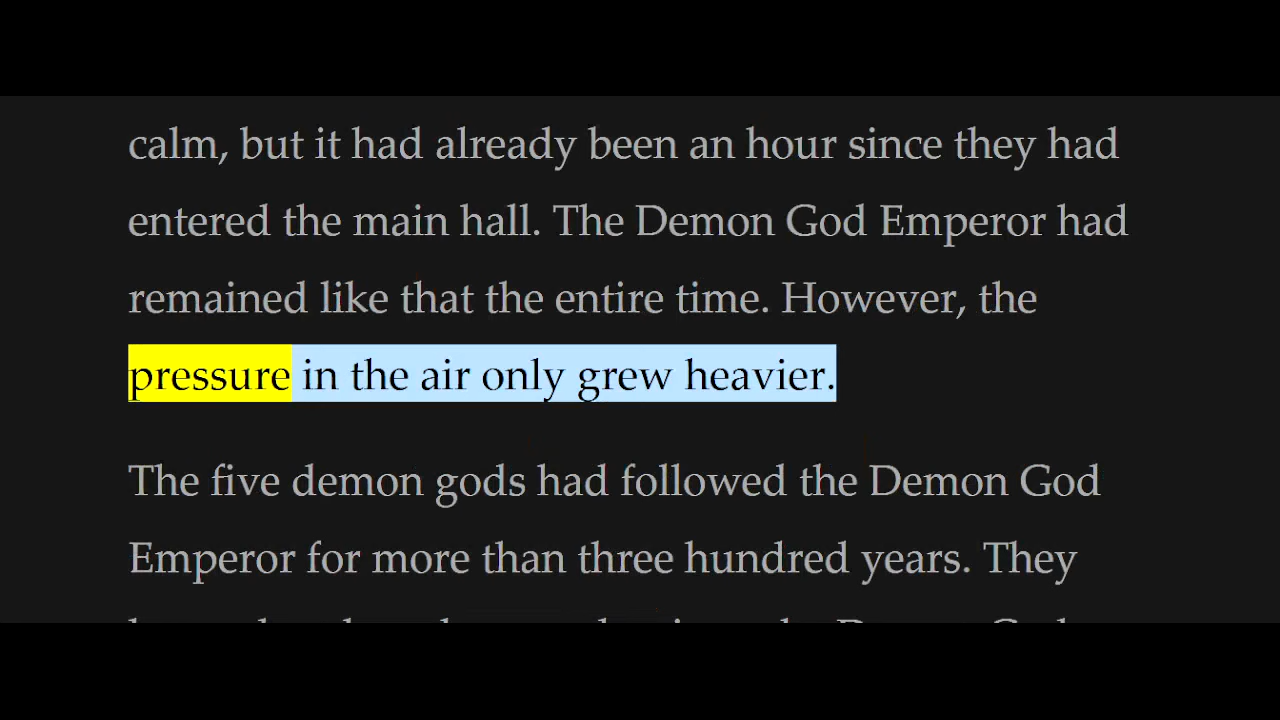 calm, but it had already been an hour since they had
entered the main hall. The Demon God Emperor had
remained like that the entire time. However, the
pressure in the air only grew heavier.
The five demon gods had followed the Demon God
Emperor for more than three hundred years. They